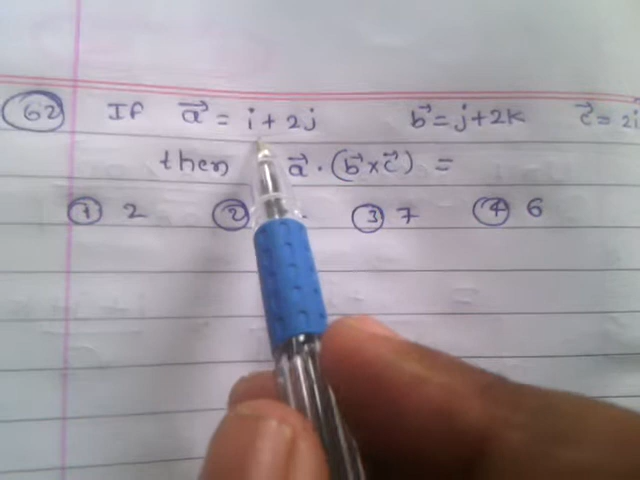 62 If a⃗ = i + 2j b⃗ = j + 2k c⃗ = 2i
then a⃗ · (b⃗ × c⃗) =
① 2 ② ③ 7 ④ 6